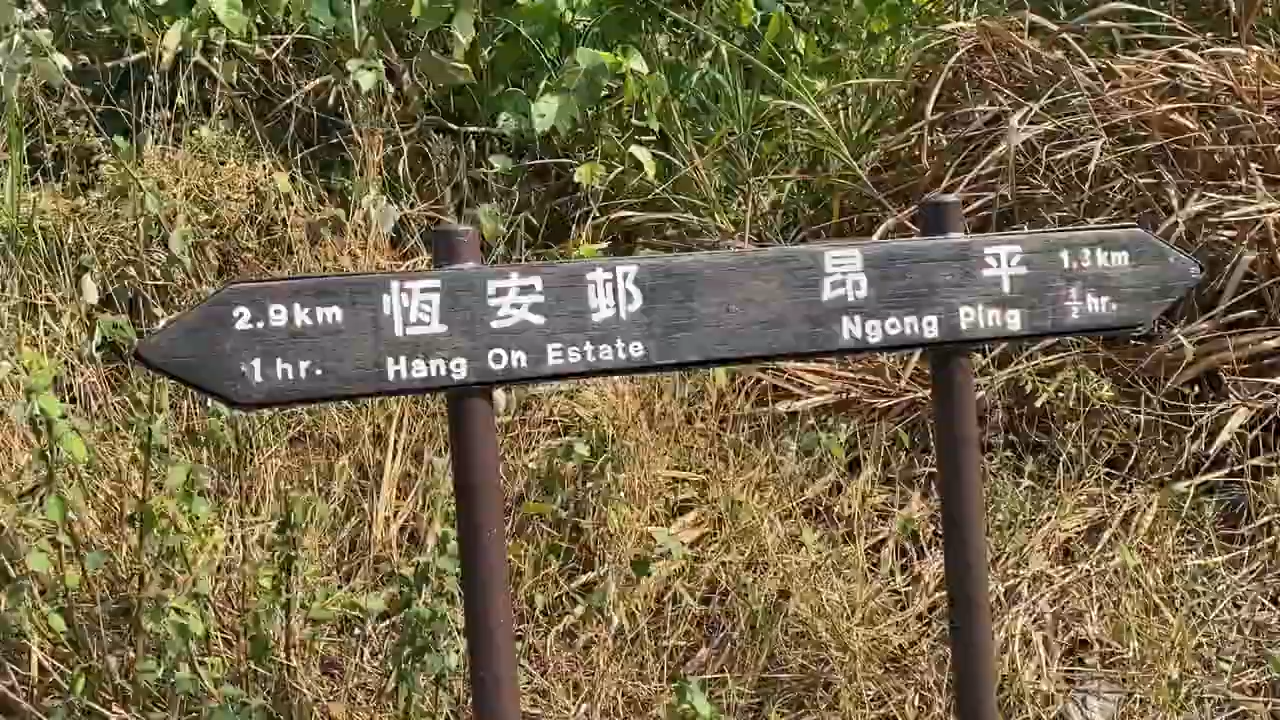 2.9km 恆安邨
1 hr. Hang On Estate
昂平 1.3km
Ngong Ping ½ hr.